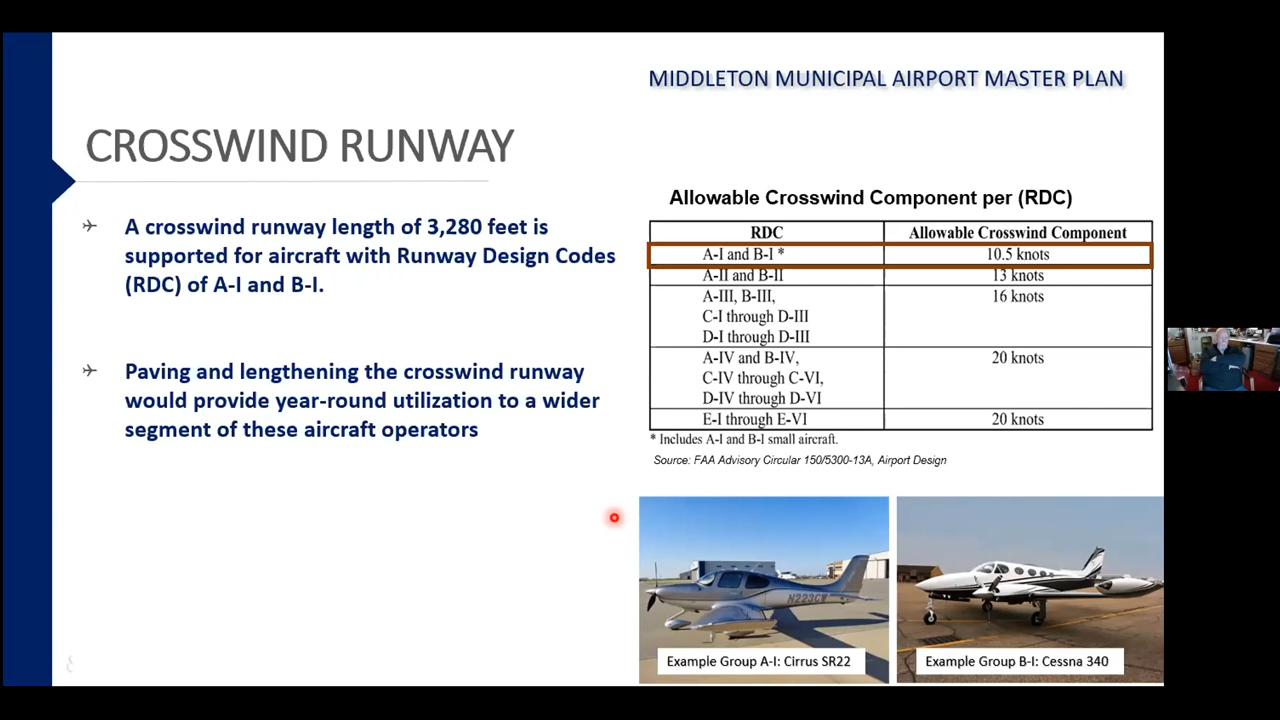 MIDDLETON MUNICIPAL AIRPORT MASTER PLAN
CROSSWIND RUNWAY
A crosswind runway length of 3,280 feet is
supported for aircraft with Runway Design Codes
(RDC) of A-I and B-I.
Paving and lengthening the crosswind runway
would provide year-round utilization to a wider
segment of these aircraft operators
Allowable Crosswind Component per (RDC)
RDC Allowable Crosswind Component
A-I and B-I * 10.5 knots
A-II and B-II 13 knots
A-III, B-III, 16 knots
C-I through D-III
D-I through D-III
A-IV and B-IV, 20 knots
C-IV through C-VI,
D-IV through D-VI
E-I through E-VI 20 knots
* Includes A-I and B-I small aircraft.
Source: FAA Advisory Circular 150/5300-13A, Airport Design
N223CW
Example Group A-I: Cirrus SR22
Example Group B-I: Cessna 340